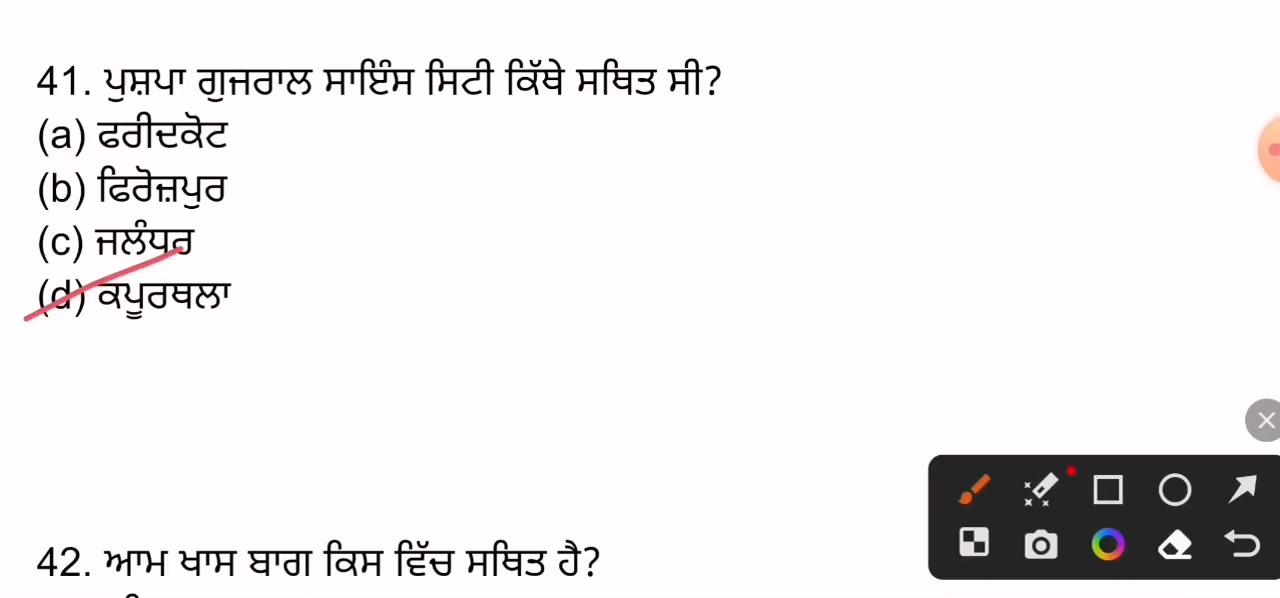 41. ਪੁਸ਼ਪਾ ਗੁਜਰਾਲ ਸਾਇੰਸ ਸਿਟੀ ਕਿੱਥੇ ਸਥਿਤ ਸੀ?
(a) ਫਰੀਦਕੋਟ
(b) ਫਿਰੋਜ਼ਪੁਰ
(c) ਜਲੰਧਰ
(d) ਕਪੂਰਥਲਾ
42. ਆਮ ਖਾਸ ਬਾਗ ਕਿਸ ਵਿੱਚ ਸਥਿਤ ਹੈ?